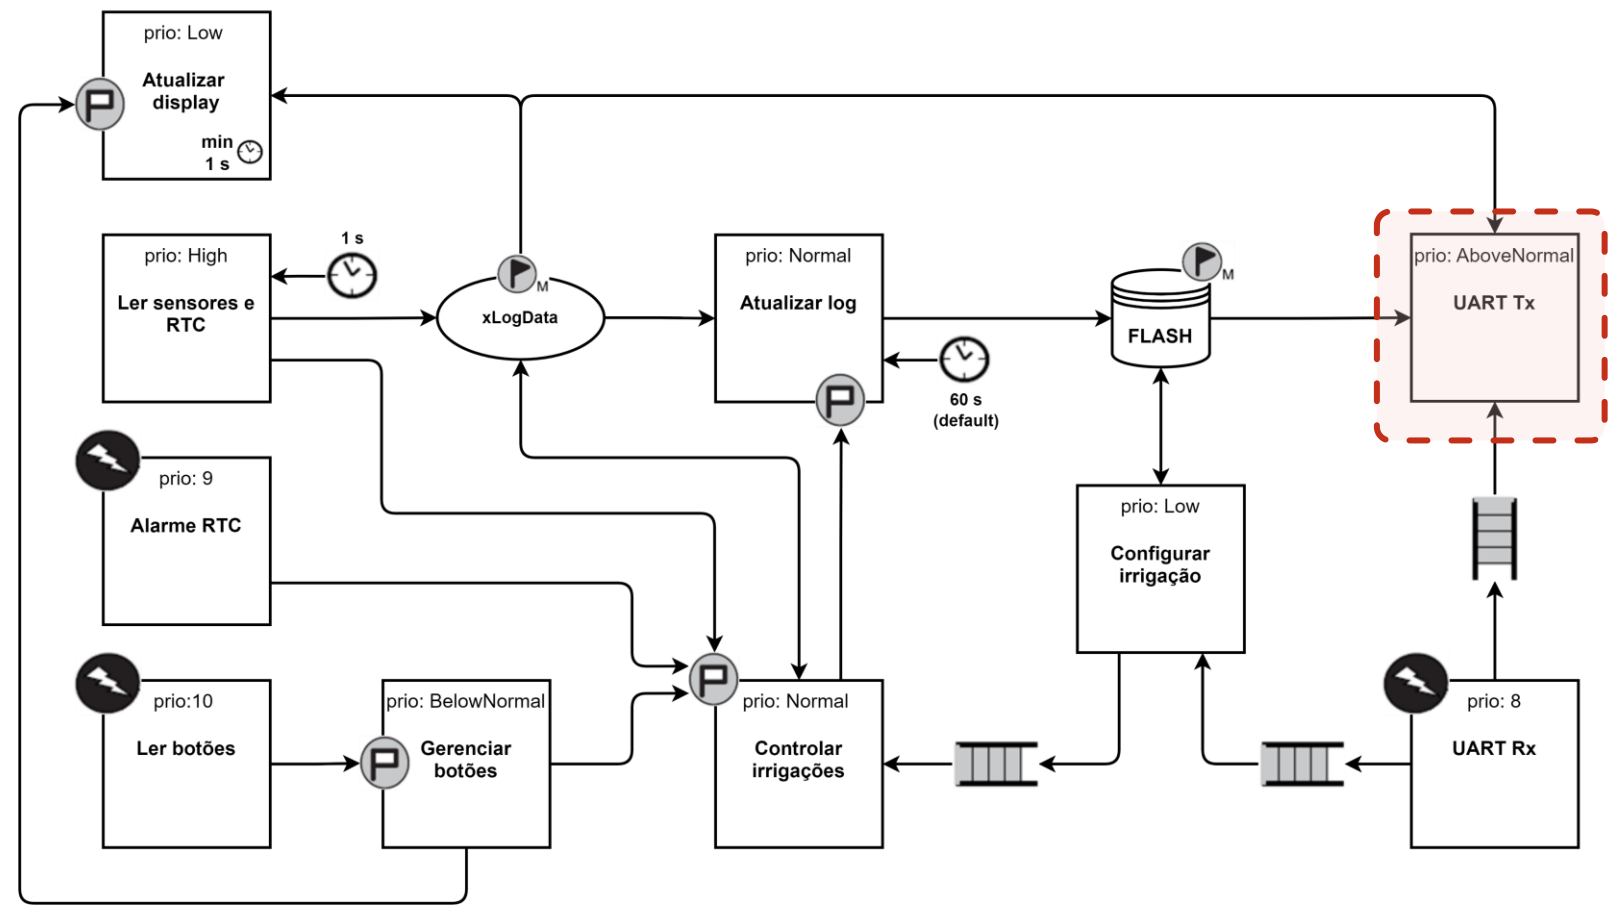 prio: Low
Atualizar
display
min
1 s
prio: High
Ler sensores e
RTC
1 s
M
xLogData
prio: Normal
Atualizar log
60 s
(default)
M
FLASH
prio: AboveNormal
UART Tx
prio: 9
Alarme RTC
prio: Low
Configurar
irrigação
prio:10
Ler botões
prio: BelowNormal
Gerenciar
botões
prio: Normal
Controlar
irrigações
prio: 8
UART Rx